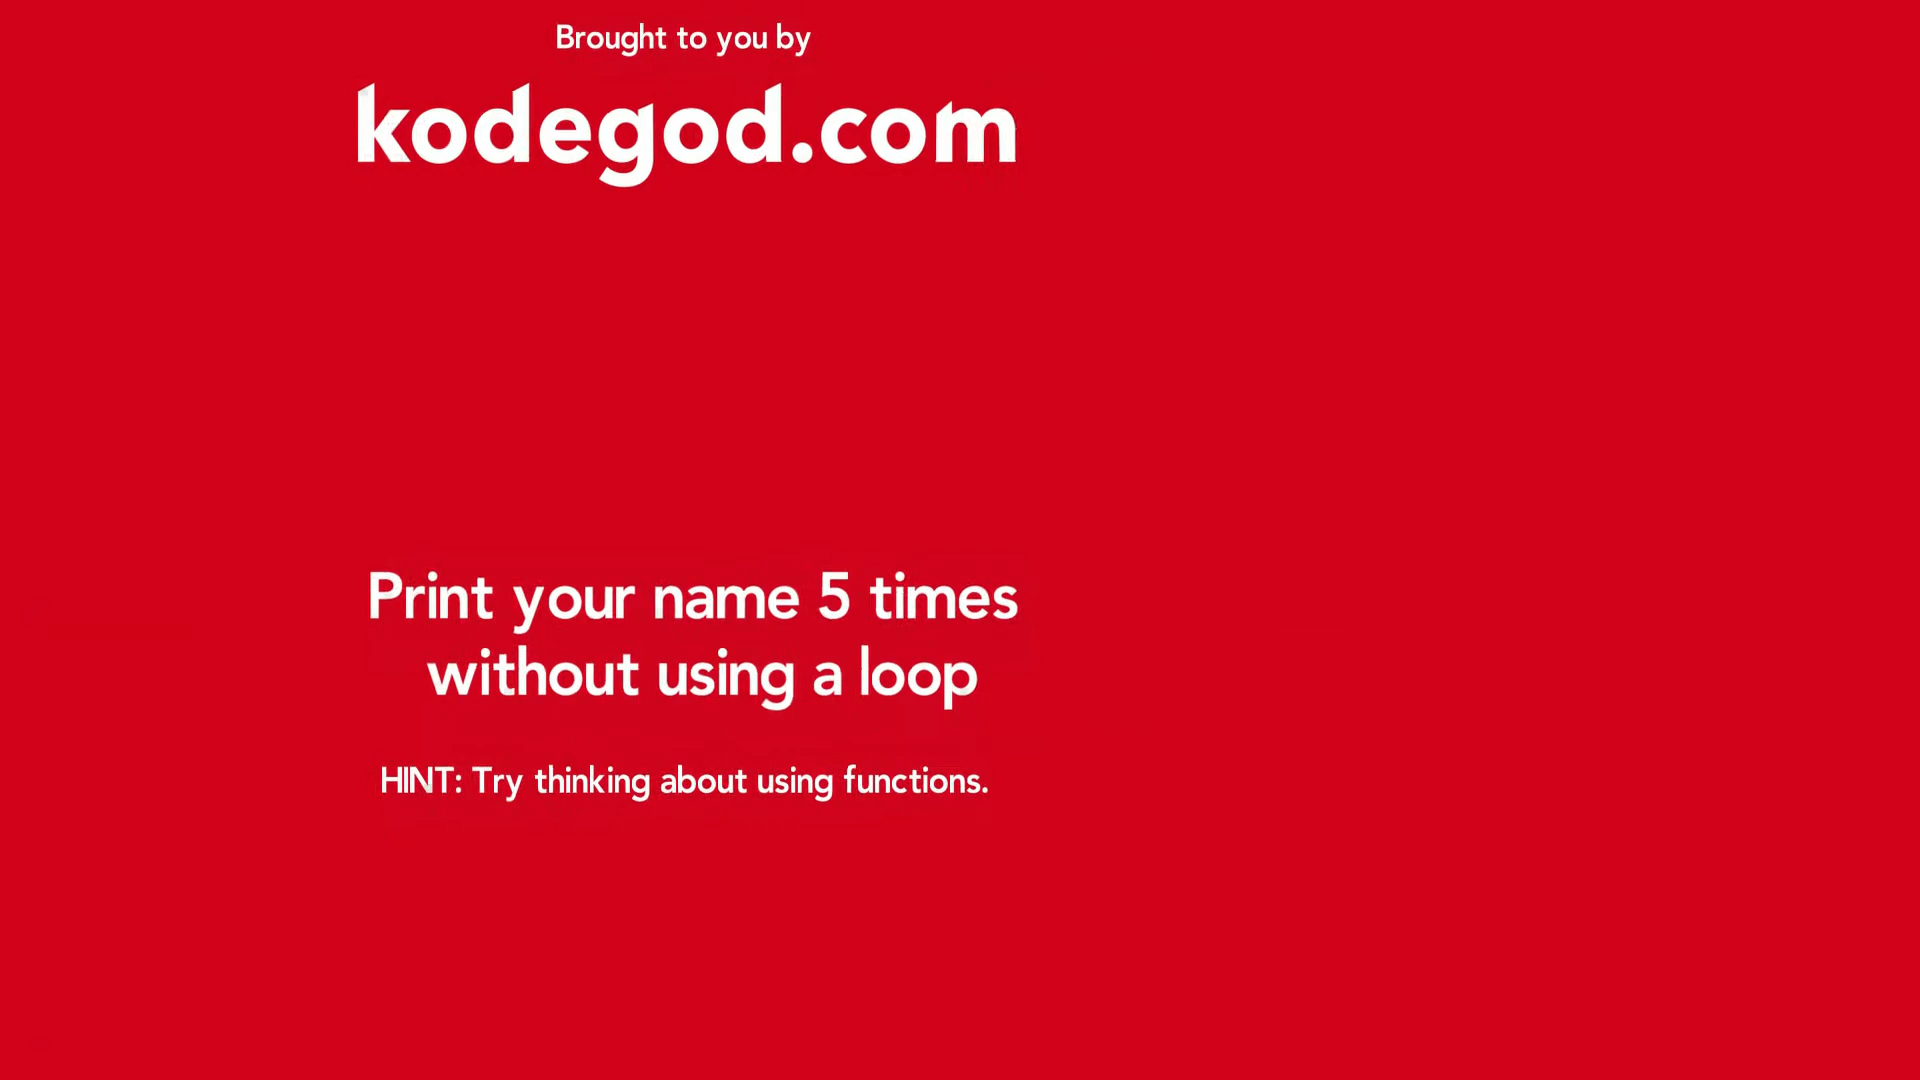 Brought to you by
kodegod.com
Print your name 5 times
without using a loop
HINT: Try thinking about using functions.